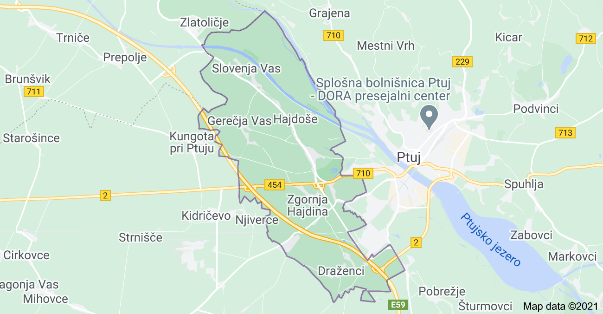 Zlatoličje
Grajena
Trniče
710
Mestni Vrh
Kicar
712
Prepolje
229
Slovenja Vas
Brunšvik
Splošna bolnišnica Ptuj
- DORA presejalni center
711
Podvinci
Gerečja Vas
Hajdoše
Starošince
Kungota
pri Ptuju
713
Ptuj
710
454
Spuhlja
2
Zgornja
Hajdina
Kidričevo
Njiverce
Strnišče
2
Ptujsko jezero
Zabovci
Cirkovce
Markovci
Draženci
agonja Vas
Mihovce
Pobrežje
E59
Šturmovci
Map data ©2021